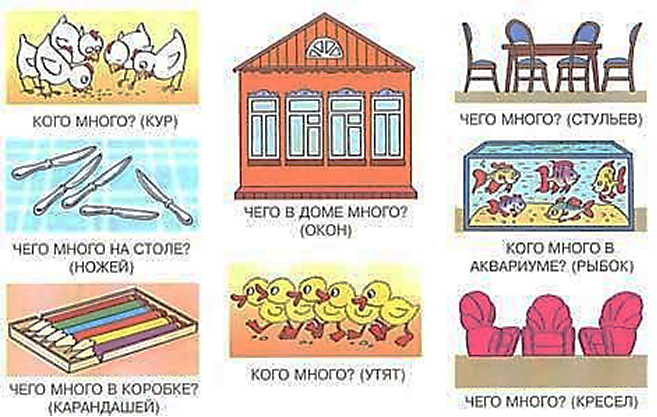 КОГО МНОГО? (КУР)
ЧЕГО МНОГО НА СТОЛЕ?
(НОЖЕЙ)
ЧЕГО МНОГО В КОРОБКЕ?
(КАРАНДАШЕЙ)
ЧЕГО В ДОМЕ МНОГО?
(ОКОН)
КОГО МНОГО? (УТЯТ)
ЧЕГО МНОГО? (СТУЛЬЕВ)
КОГО МНОГО В
АКВАРИУМЕ? (РЫБОК)
ЧЕГО МНОГО? (КРЕСЕЛ)